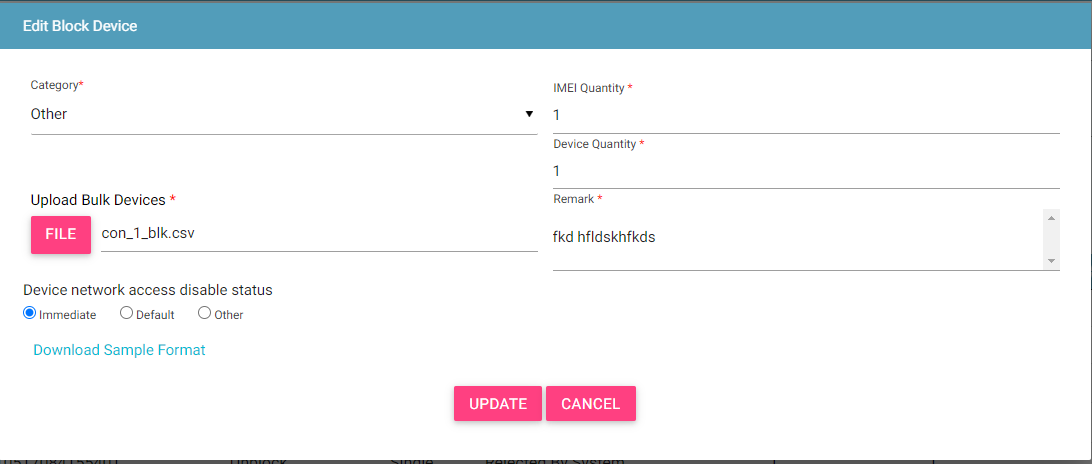 Edit Block Device
Category*
Other
IMEI Quantity *
1
Device Quantity *
1
Upload Bulk Devices *
FILE con_1_blk.csv
Remark *
fkd hfldskhfkds
Device network access disable status
Immediate Default Other
Download Sample Format
UPDATE CANCEL